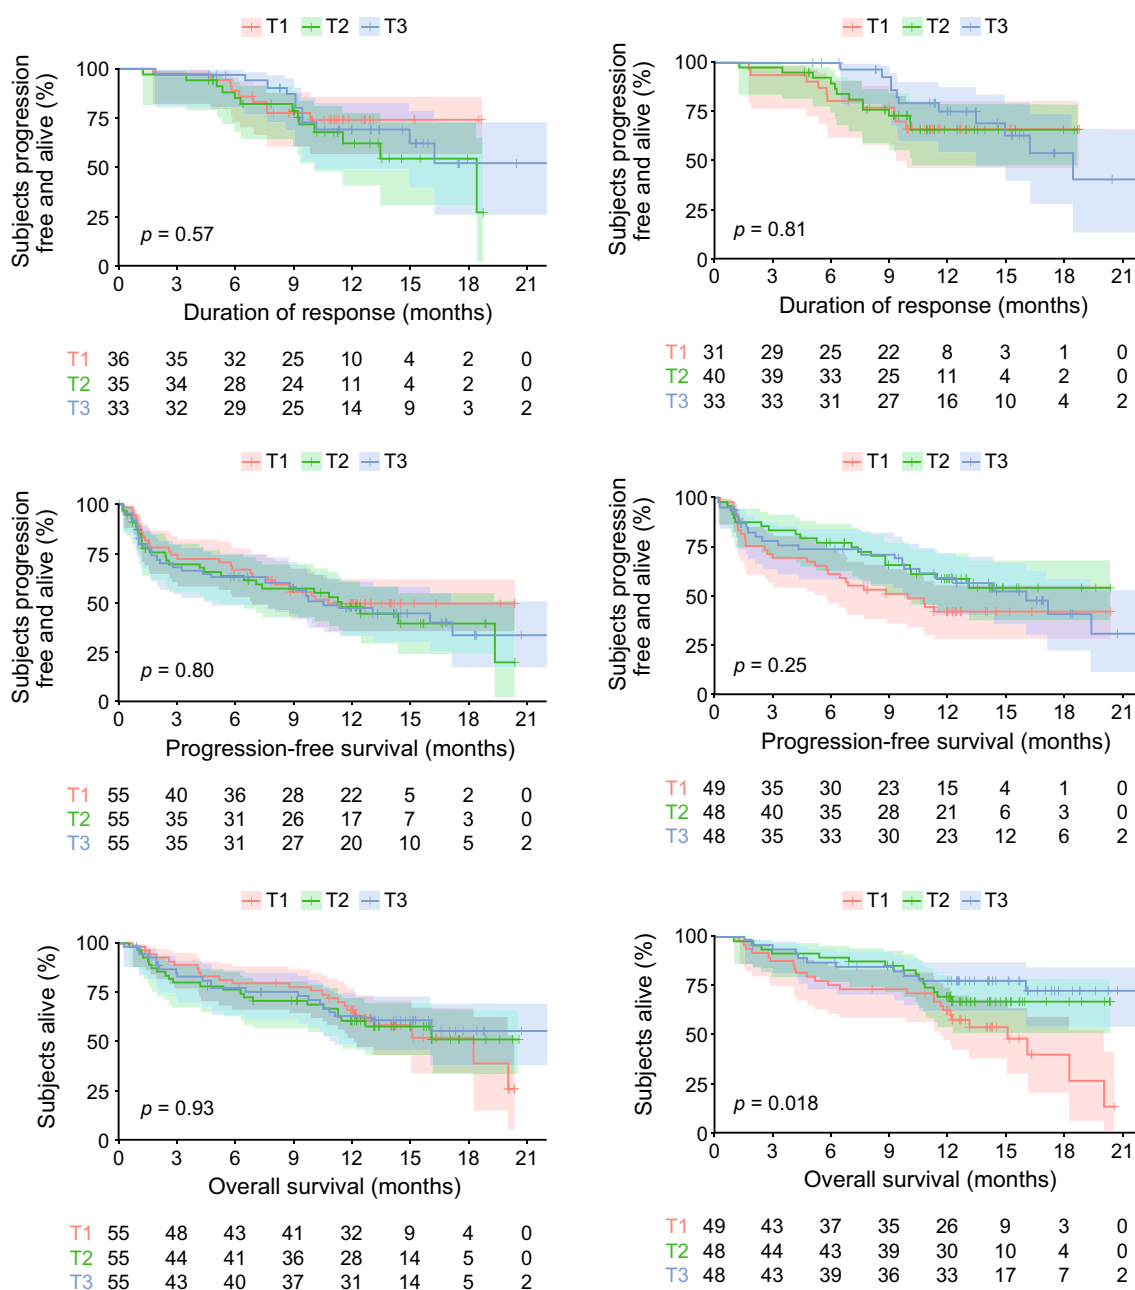 T1 T2 T3
Subjects progression
free and alive (%)
100
75
50
25
0
p = 0.57
0 3 6 9 12 15 18 21
Duration of response (months)
T1 36 35 32 25 10 4 2 0
T2 35 34 28 24 11 4 2 0
T3 33 32 29 25 14 9 3 2
T1 T2 T3
Subjects progression
free and alive (%)
100
75
50
25
0
p = 0.81
0 3 6 9 12 15 18 21
Duration of response (months)
T1 31 29 25 22 8 3 1 0
T2 40 39 33 25 11 4 2 0
T3 33 33 31 27 16 10 4 2
T1 T2 T3
Subjects progression
free and alive (%)
100
75
50
25
0
p = 0.80
0 3 6 9 12 15 18 21
Progression-free survival (months)
T1 55 40 36 28 22 5 2 0
T2 55 35 31 26 17 7 3 0
T3 55 35 31 27 20 10 5 2
T1 T2 T3
Subjects progression
free and alive (%)
100
75
50
25
0
p = 0.25
0 3 6 9 12 15 18 21
Progression-free survival (months)
T1 49 35 30 23 15 4 1 0
T2 48 40 35 28 21 6 3 0
T3 48 35 33 30 23 12 6 2
T1 T2 T3
Subjects alive (%)
100
75
50
25
0
p = 0.93
0 3 6 9 12 15 18 21
Overall survival (months)
T1 55 48 43 41 32 9 4 0
T2 55 44 41 36 28 14 5 0
T3 55 43 40 37 31 14 5 2
T1 T2 T3
Subjects alive (%)
100
75
50
25
0
p = 0.018
0 3 6 9 12 15 18 21
Overall survival (months)
T1 49 43 37 35 26 9 3 0
T2 48 44 43 39 30 10 4 0
T3 48 43 39 36 33 17 7 2